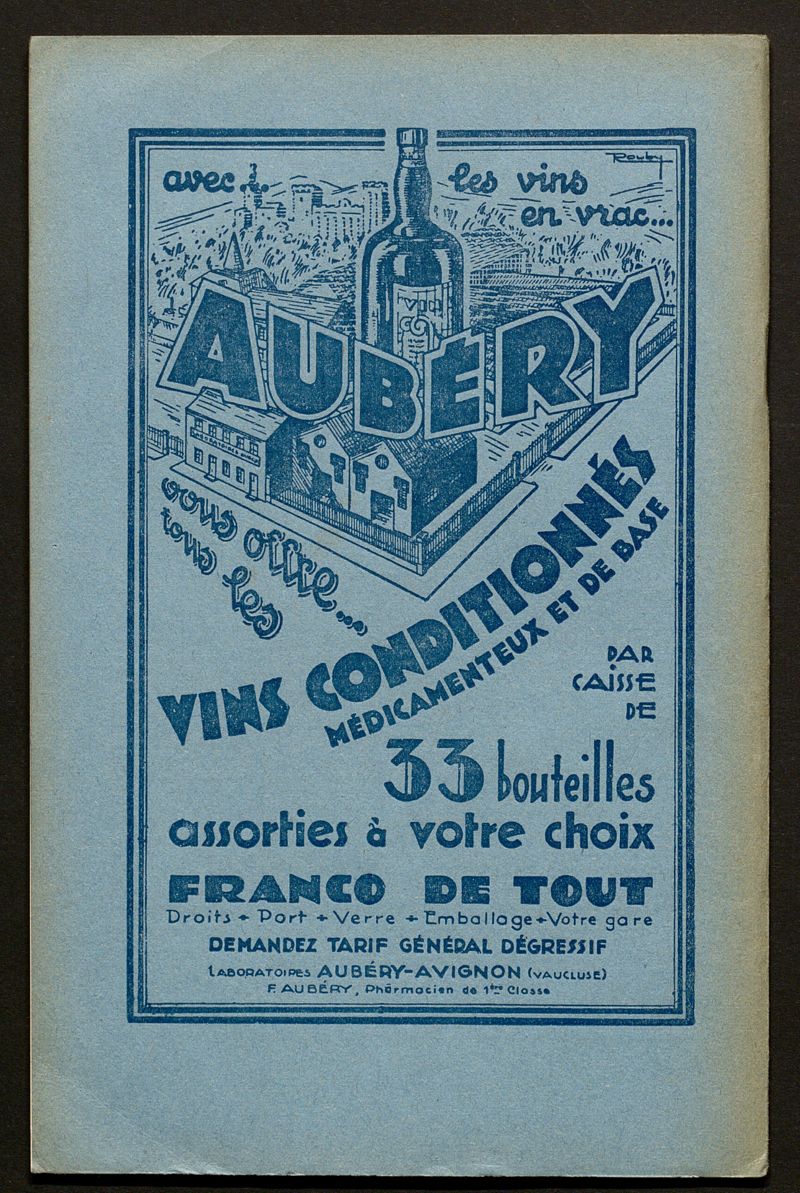 Rouby
avec...
les vins
en vrac...
VIN
AUBÉRY
vous offre...
tous les
VINS CONDITIONNÉS
MÉDICAMENTEUX ET DE BASE
PAR
CAISSE
DE
33 bouteilles
assorties à votre choix
FRANCO DE TOUT
Droits + Port + Verre + Emballage + Votre gare
DEMANDEZ TARIF GÉNÉRAL DÉGRESSIF
LABORATOIRES AUBÉRY-AVIGNON (VAUCLUSE)
F. AUBÉRY, Pharmacien de 1ère Classe